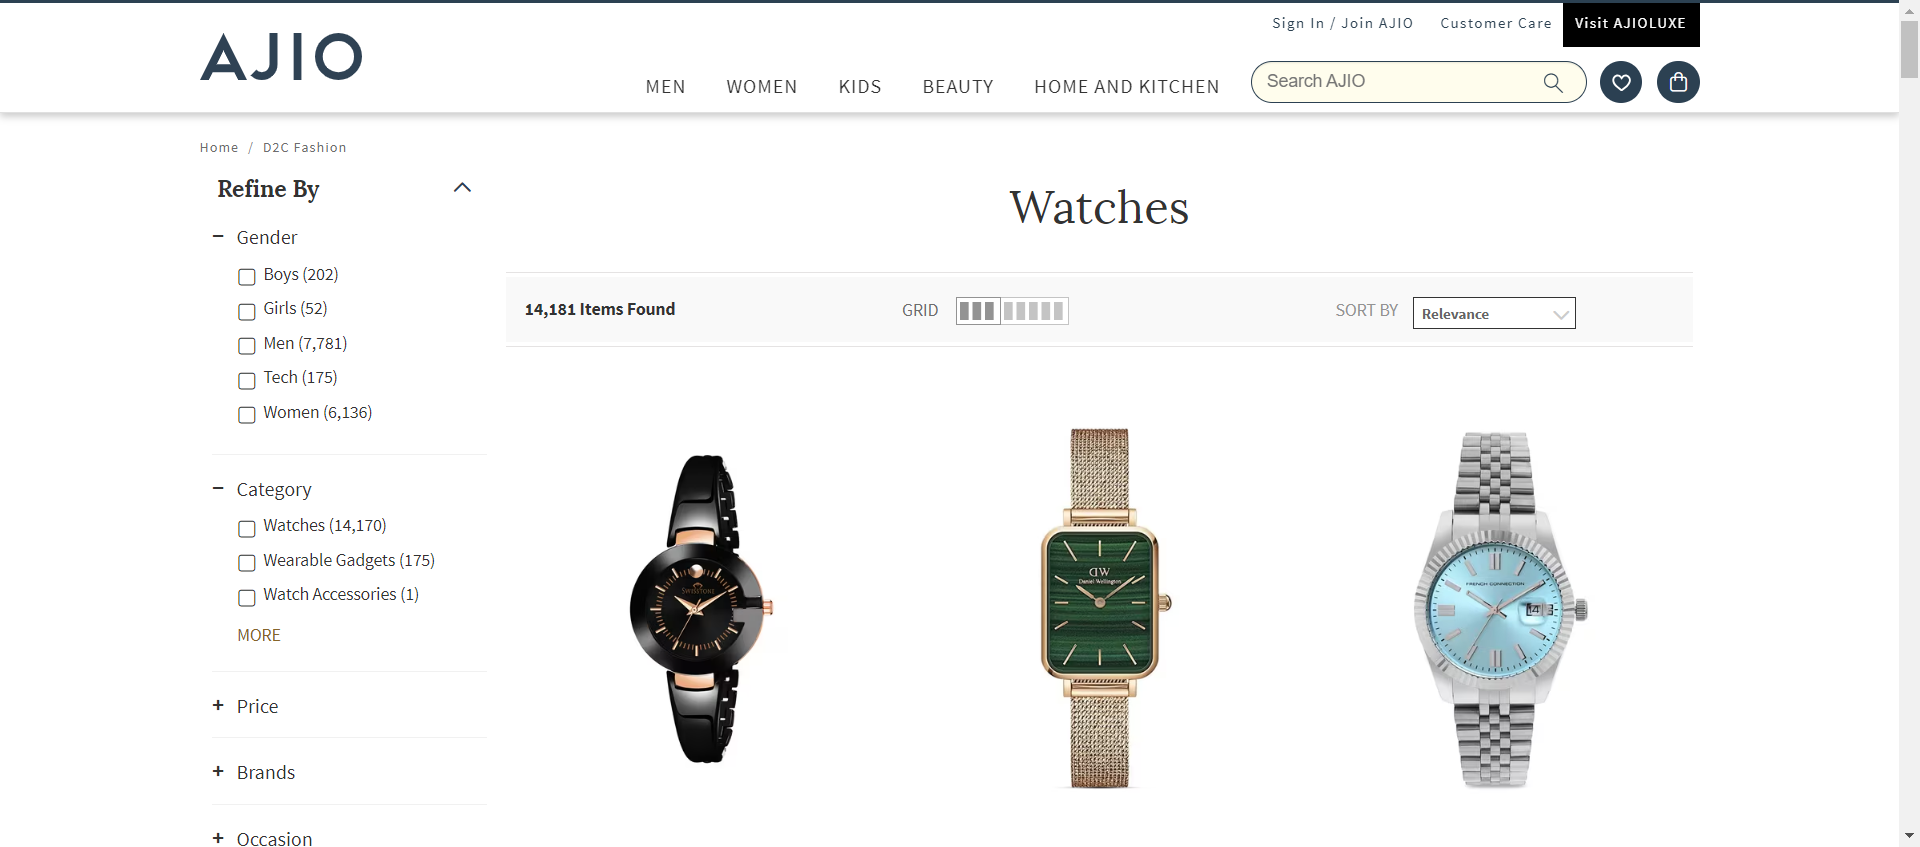 Sign In / Join AJIO
Customer Care
Visit AJIOLUXE
AJIO
MEN
WOMEN
KIDS
BEAUTY
HOME AND KITCHEN
Search AJIO
Home / D2C Fashion
Refine By
Gender
Boys (202)
Girls (52)
Men (7,781)
Tech (175)
Women (6,136)
Category
Watches (14,170)
Wearable Gadgets (175)
Watch Accessories (1)
MORE
Price
Brands
Occasion
Watches
14,181 Items Found
GRID
SORT BY
Relevance
SWISSTONE
DW
Daniel Wellington
FRENCH CONNECTION
14